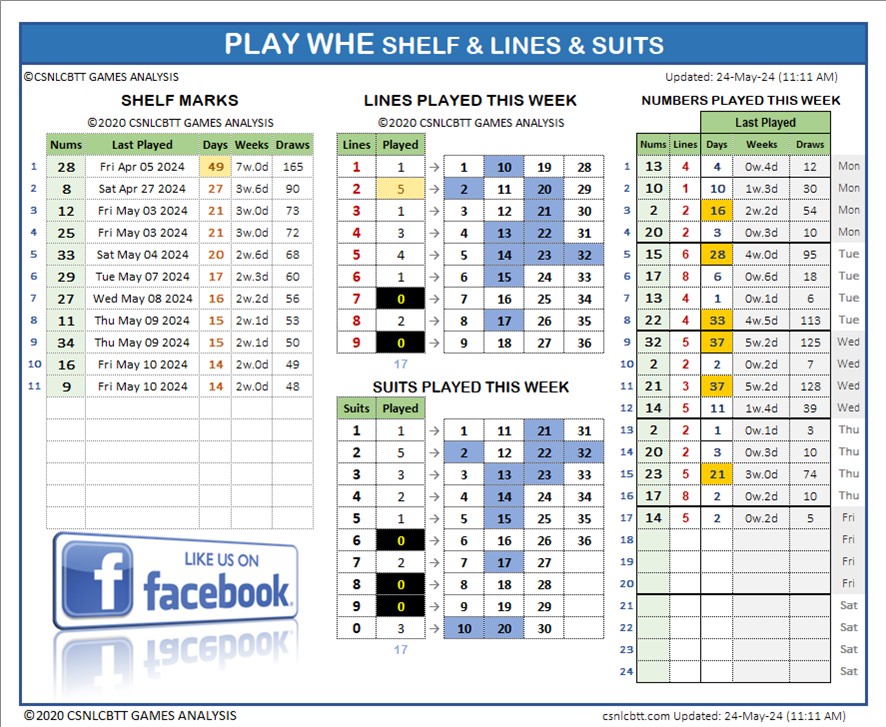 PLAY WHE SHELF & LINES & SUITS
©CSNLCBTT GAMES ANALYSIS
Updated: 24-May-24 (11:11 AM)
SHELF MARKS
©2020 CSNLCBTT GAMES ANALYSIS
Nums Last Played Days Weeks Draws
1 28 Fri Apr 05 2024 49 7w.0d 165
2 8 Sat Apr 27 2024 27 3w.6d 90
3 12 Fri May 03 2024 21 3w.0d 73
4 25 Fri May 03 2024 21 3w.0d 72
5 33 Sat May 04 2024 20 2w.6d 68
6 29 Tue May 07 2024 17 2w.3d 60
7 27 Wed May 08 2024 16 2w.2d 56
8 11 Thu May 09 2024 15 2w.1d 53
9 34 Thu May 09 2024 15 2w.1d 50
10 16 Fri May 10 2024 14 2w.0d 49
11 9 Fri May 10 2024 14 2w.0d 48
LIKE US ON
facebook.
LINES PLAYED THIS WEEK
©2020 CSNLCBTT GAMES ANALYSIS
Lines Played
1 1 → 1 10 19 28
2 5 → 2 11 20 29
3 1 → 3 12 21 30
4 3 → 4 13 22 31
5 4 → 5 14 23 32
6 1 → 6 15 24 33
7 0 → 7 16 25 34
8 2 → 8 17 26 35
9 0 → 9 18 27 36
17
SUITS PLAYED THIS WEEK
Suits Played
1 1 → 1 11 21 31
2 5 → 2 12 22 32
3 3 → 3 13 23 33
4 2 → 4 14 24 34
5 1 → 5 15 25 35
6 0 → 6 16 26 36
7 2 → 7 17 27
8 0 → 8 18 28
9 0 → 9 19 29
0 3 → 10 20 30
17
NUMBERS PLAYED THIS WEEK
Last Played
Nums Lines Days Weeks Draws
1 13 4 4 0w.4d 12 Mon
2 10 1 10 1w.3d 30 Mon
3 2 2 16 2w.2d 54 Mon
4 20 2 3 0w.3d 10 Mon
5 15 6 28 4w.0d 95 Tue
6 17 8 6 0w.6d 18 Tue
7 13 4 1 0w.1d 6 Tue
8 22 4 33 4w.5d 113 Tue
9 32 5 37 5w.2d 125 Wed
10 2 2 2 0w.2d 7 Wed
11 21 3 37 5w.2d 128 Wed
12 14 5 11 1w.4d 39 Wed
13 2 2 1 0w.1d 3 Thu
14 20 2 3 0w.3d 10 Thu
15 23 5 21 3w.0d 74 Thu
16 17 8 2 0w.2d 10 Thu
17 14 5 2 0w.2d 5 Fri
18 Fri
19 Fri
20 Fri
21 Sat
22 Sat
23 Sat
24 Sat
©2020 CSNLCBTT GAMES ANALYSIS
csnlcbtt.com Updated: 24-May-24 (11:11 AM)